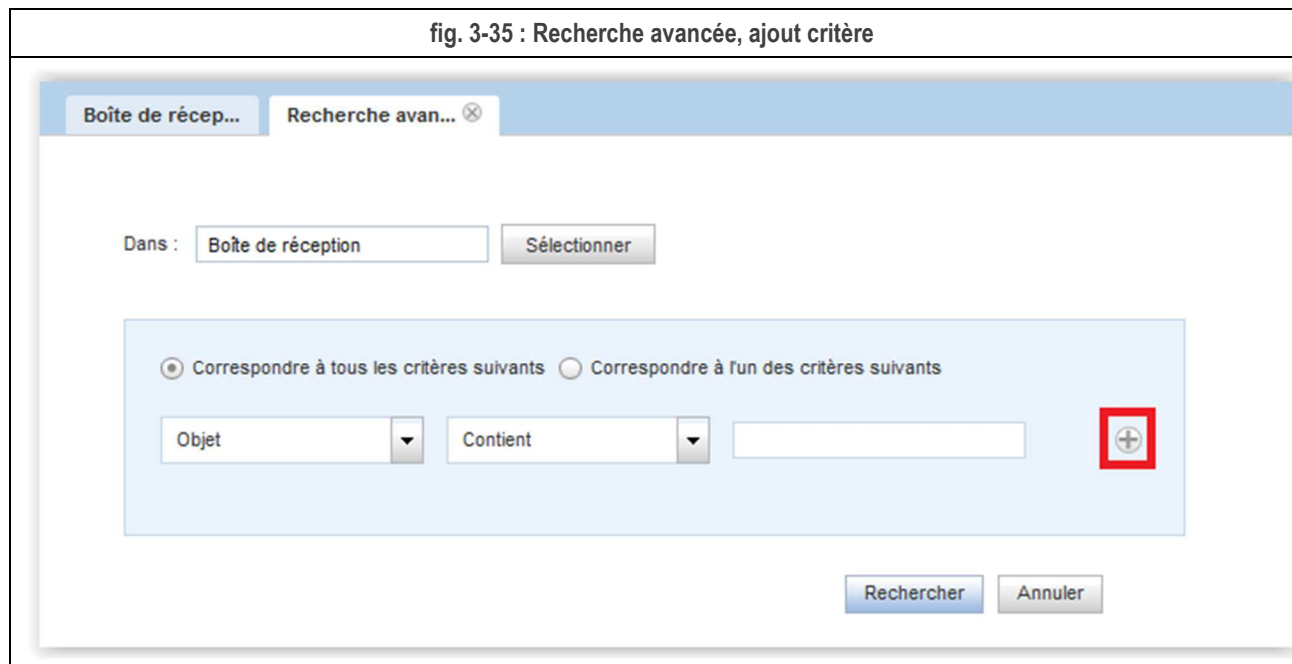 fig. 3-35 : Recherche avancée, ajout critère
Boîte de récep... Recherche avan...
Dans : Boîte de réception Sélectionner
Correspondre à tous les critères suivants Correspondre à l'un des critères suivants
Objet Contient
Rechercher Annuler